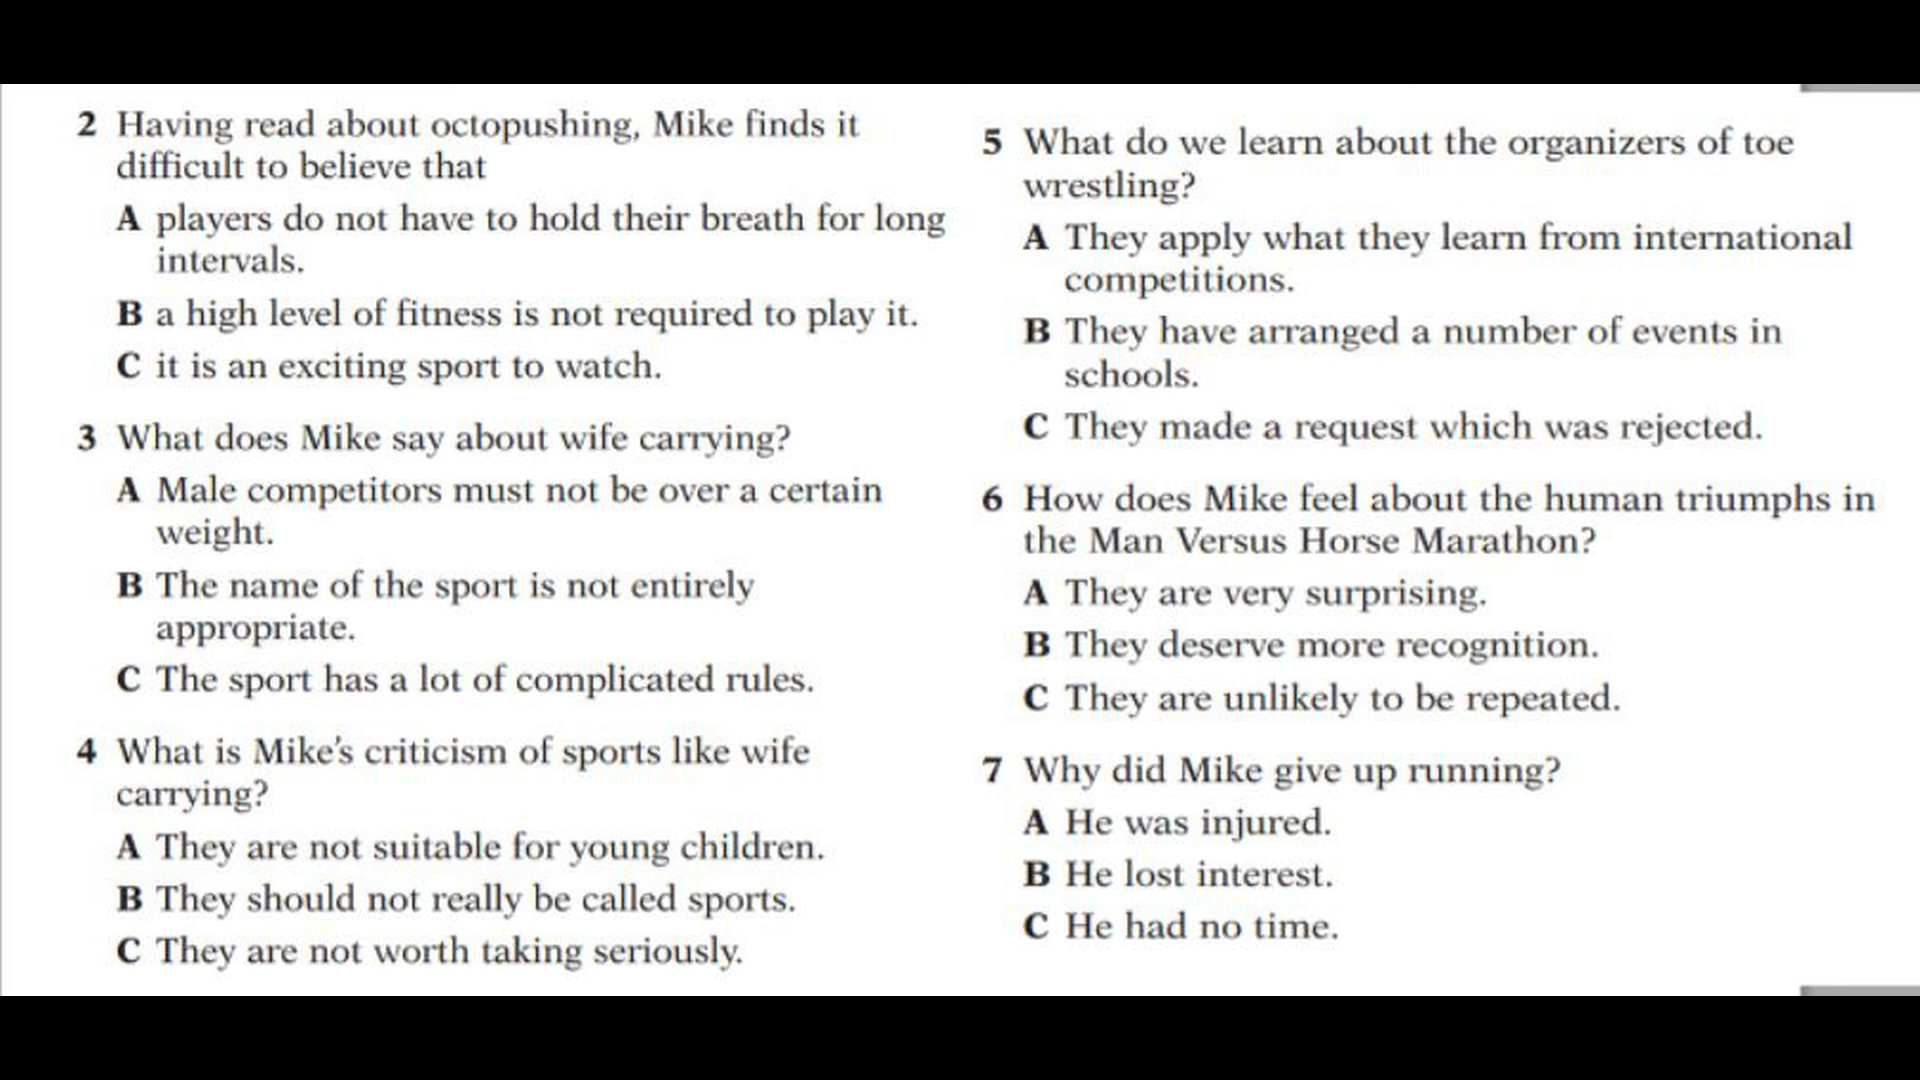 2 Having read about octopushing, Mike finds it
difficult to believe that
A players do not have to hold their breath for long
intervals.
B a high level of fitness is not required to play it.
C it is an exciting sport to watch.
3 What does Mike say about wife carrying?
A Male competitors must not be over a certain
weight.
B The name of the sport is not entirely
appropriate.
C The sport has a lot of complicated rules.
4 What is Mike's criticism of sports like wife
carrying?
A They are not suitable for young children.
B They should not really be called sports.
C They are not worth taking seriously.
5 What do we learn about the organizers of toe
wrestling?
A They apply what they learn from international
competitions.
B They have arranged a number of events in
schools.
C They made a request which was rejected.
6 How does Mike feel about the human triumphs in
the Man Versus Horse Marathon?
A They are very surprising.
B They deserve more recognition.
C They are unlikely to be repeated.
7 Why did Mike give up running?
A He was injured.
B He lost interest.
C He had no time.